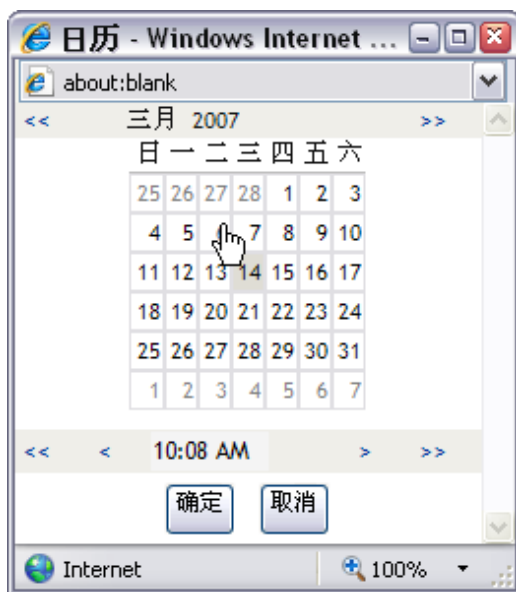 日历 - Windows Internet ...
about:blank
<< 三月 2007 >>
日 一 二 三 四 五 六
25 26 27 28 1 2 3
4 5 7 8 9 10
11 12 13 14 15 16 17
18 19 20 21 22 23 24
25 26 27 28 29 30 31
1 2 3 4 5 6 7
<< < 10:08 AM > >>
确定 取消
Internet 100%